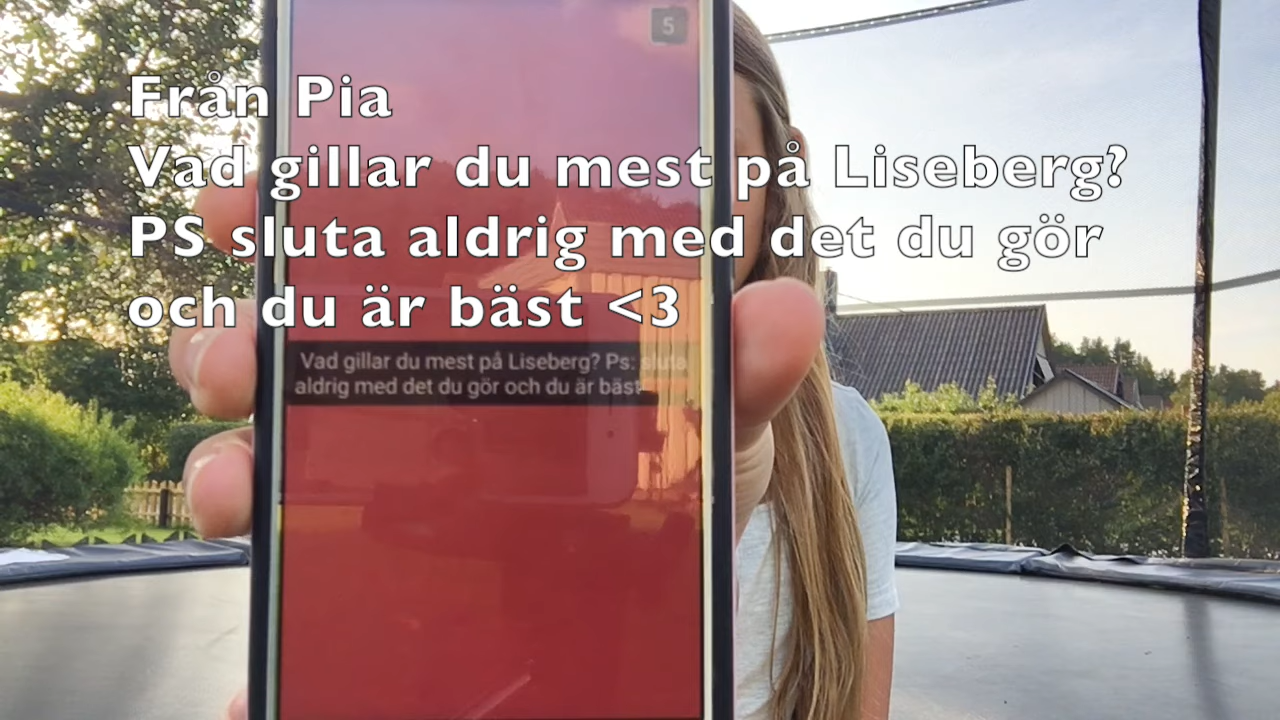 5
Från Pia
Vad gillar du mest på Liseberg?
PS sluta aldrig med det du gör
och du är bäst <3
Vad gillar du mest på Liseberg? Ps: sluta
aldrig med det du gör och du är bäst